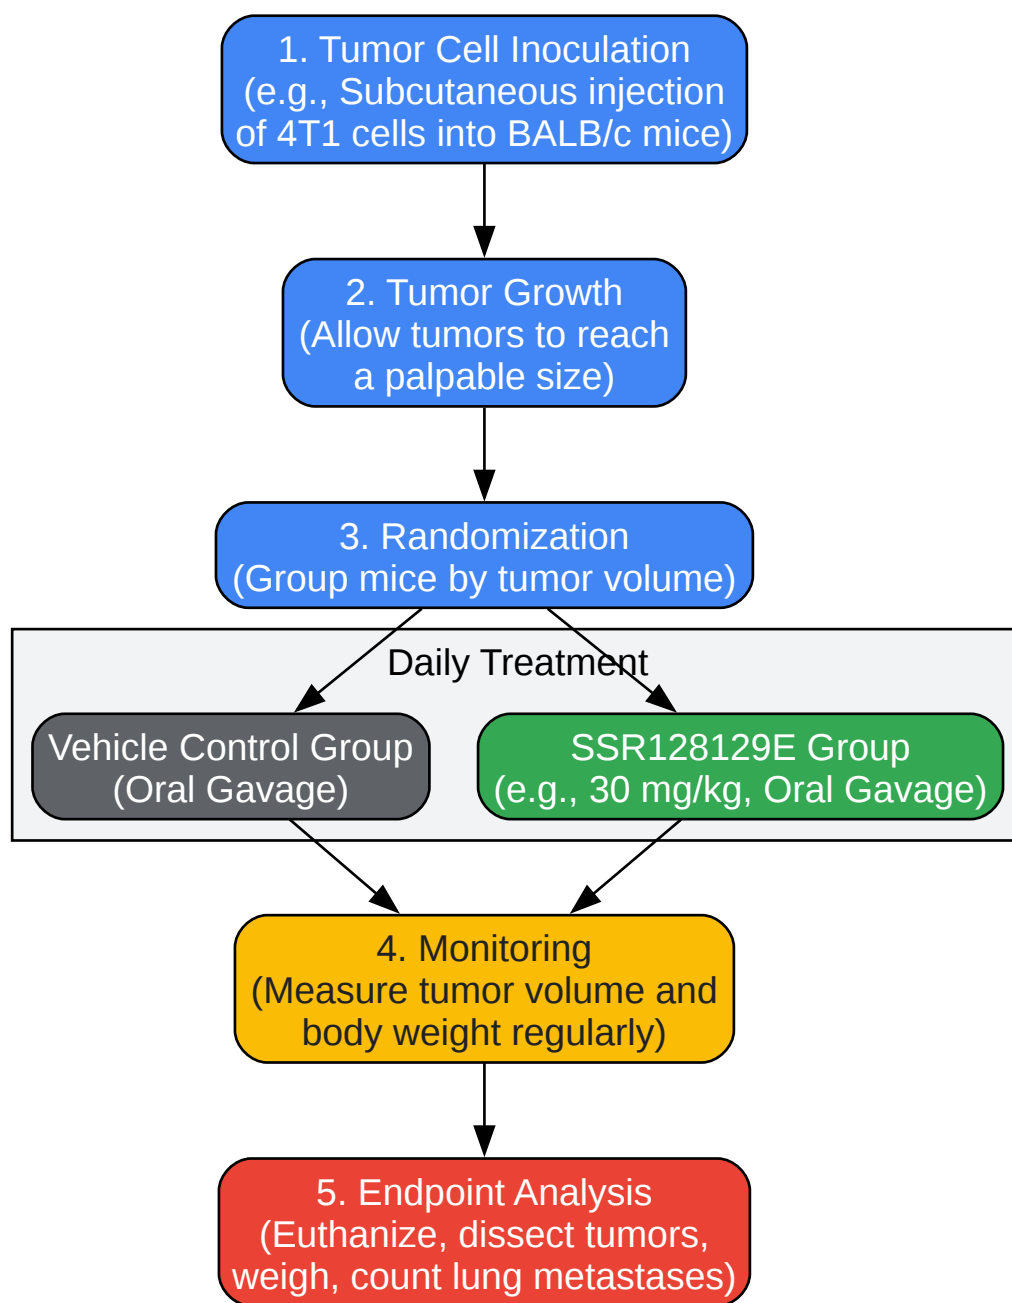 1. Tumor Cell Inoculation
(e.g., Subcutaneous injection
of 4T1 cells into BALB/c mice)
2. Tumor Growth
(Allow tumors to reach
a palpable size)
3. Randomization
(Group mice by tumor volume)
Daily Treatment
Vehicle Control Group
(Oral Gavage)
SSR128129E Group
(e.g., 30 mg/kg, Oral Gavage)
4. Monitoring
(Measure tumor volume and
body weight regularly)
5. Endpoint Analysis
(Euthanize, dissect tumors,
weigh, count lung metastases)